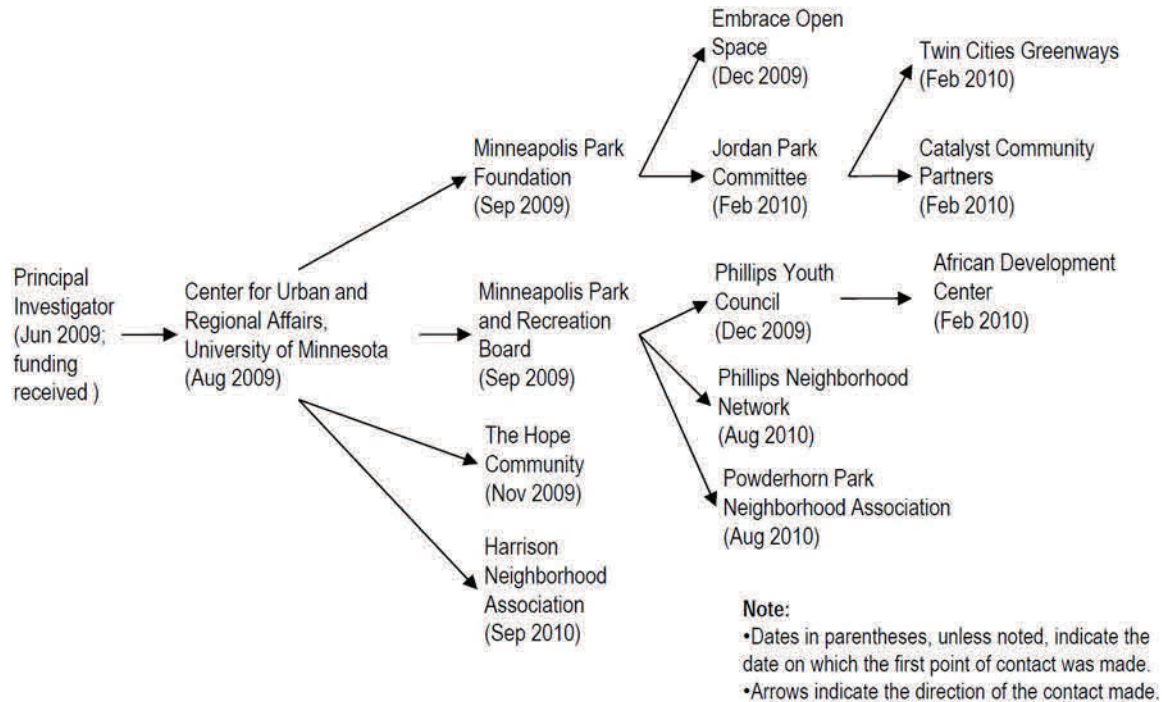 Principal
Investigator
(Jun 2009;
funding
received )
Center for Urban and
Regional Affairs,
University of Minnesota
(Aug 2009)
Minneapolis Park
Foundation
(Sep 2009)
Minneapolis Park
and Recreation
Board
(Sep 2009)
The Hope
Community
(Nov 2009)
Harrison
Neighborhood
Association
(Sep 2010)
Embrace Open
Space
(Dec 2009)
Jordan Park
Committee
(Feb 2010)
Phillips Youth
Council
(Dec 2009)
Phillips Neighborhood
Network
(Aug 2010)
Powderhorn Park
Neighborhood Association
(Aug 2010)
Twin Cities Greenways
(Feb 2010)
Catalyst Community
Partners
(Feb 2010)
African Development
Center
(Feb 2010)
Note:
•Dates in parentheses, unless noted, indicate the
date on which the first point of contact was made.
•Arrows indicate the direction of the contact made.